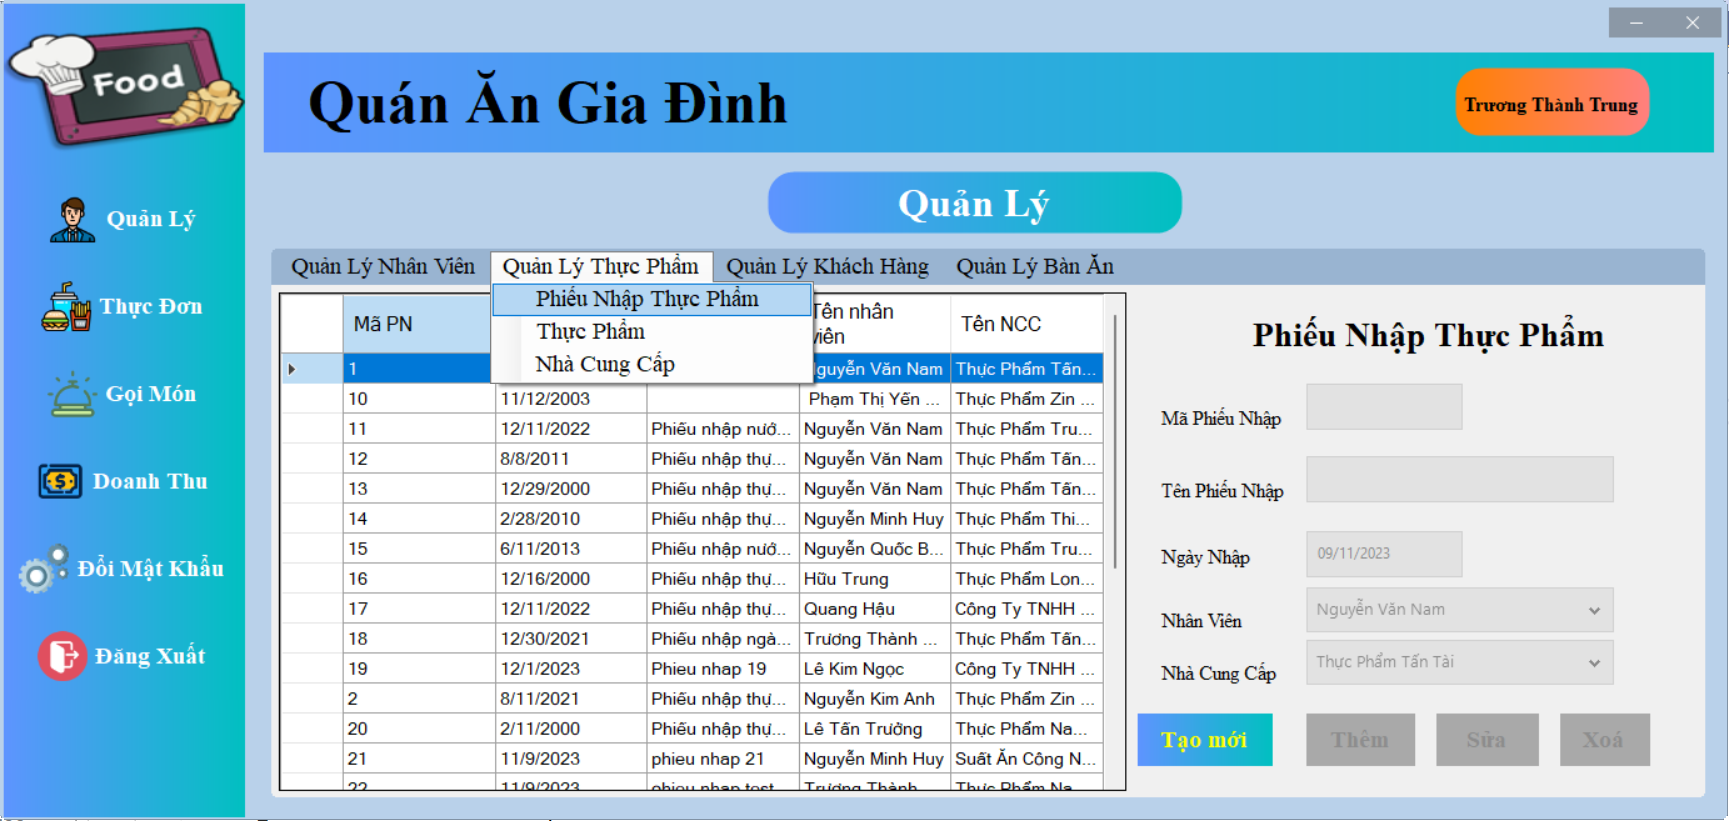 Food
Quán Ăn Gia Đình
Trương Thành Trung
Quản Lý
Quản Lý
Thực Đơn
Gọi Món
Doanh Thu
Đổi Mật Khẩu
Đăng Xuất
Quản Lý Nhân Viên Quản Lý Thực Phẩm Quản Lý Khách Hàng Quản Lý Bàn Ăn
Phiếu Nhập Thực Phẩm
Thực Phẩm
Nhà Cung Cấp
Mã PN Tên nhân viên Tên NCC
1 Nguyễn Văn Nam Thực Phẩm Tấn...
10 11/12/2003 Phạm Thị Yến ... Thực Phẩm Zin ...
11 12/11/2022 Phiếu nhập nướ... Nguyễn Văn Nam Thực Phẩm Tru...
12 8/8/2011 Phiếu nhập thự... Nguyễn Văn Nam Thực Phẩm Tấn...
13 12/29/2000 Phiếu nhập thự... Nguyễn Văn Nam Thực Phẩm Tấn...
14 2/28/2010 Phiếu nhập thự... Nguyễn Minh Huy Thực Phẩm Thi...
15 6/11/2013 Phiếu nhập nướ... Nguyễn Quốc B... Thực Phẩm Tru...
16 12/16/2000 Phiếu nhập thự... Hữu Trung Thực Phẩm Lon...
17 12/11/2022 Phiếu nhập thự... Quang Hậu Công Ty TNHH ...
18 12/30/2021 Phiếu nhập ngà... Trương Thành ... Thực Phẩm Tấn...
19 12/1/2023 Phieu nhap 19 Lê Kim Ngọc Công Ty TNHH ...
2 8/11/2021 Phiếu nhập thự... Nguyễn Kim Anh Thực Phẩm Zin ...
20 2/11/2000 Phiếu nhập thự... Lê Tấn Trưởng Thực Phẩm Na...
21 11/9/2023 phieu nhap 21 Nguyễn Minh Huy Suất Ăn Công N...
22 11/9/2023 phieu nhap test Trương Thành Thực Phẩm Na
Phiếu Nhập Thực Phẩm
Mã Phiếu Nhập
Tên Phiếu Nhập
Ngày Nhập 09/11/2023
Nhân Viên Nguyễn Văn Nam
Nhà Cung Cấp Thực Phẩm Tấn Tài
Tạo mới Thêm Sửa Xoá